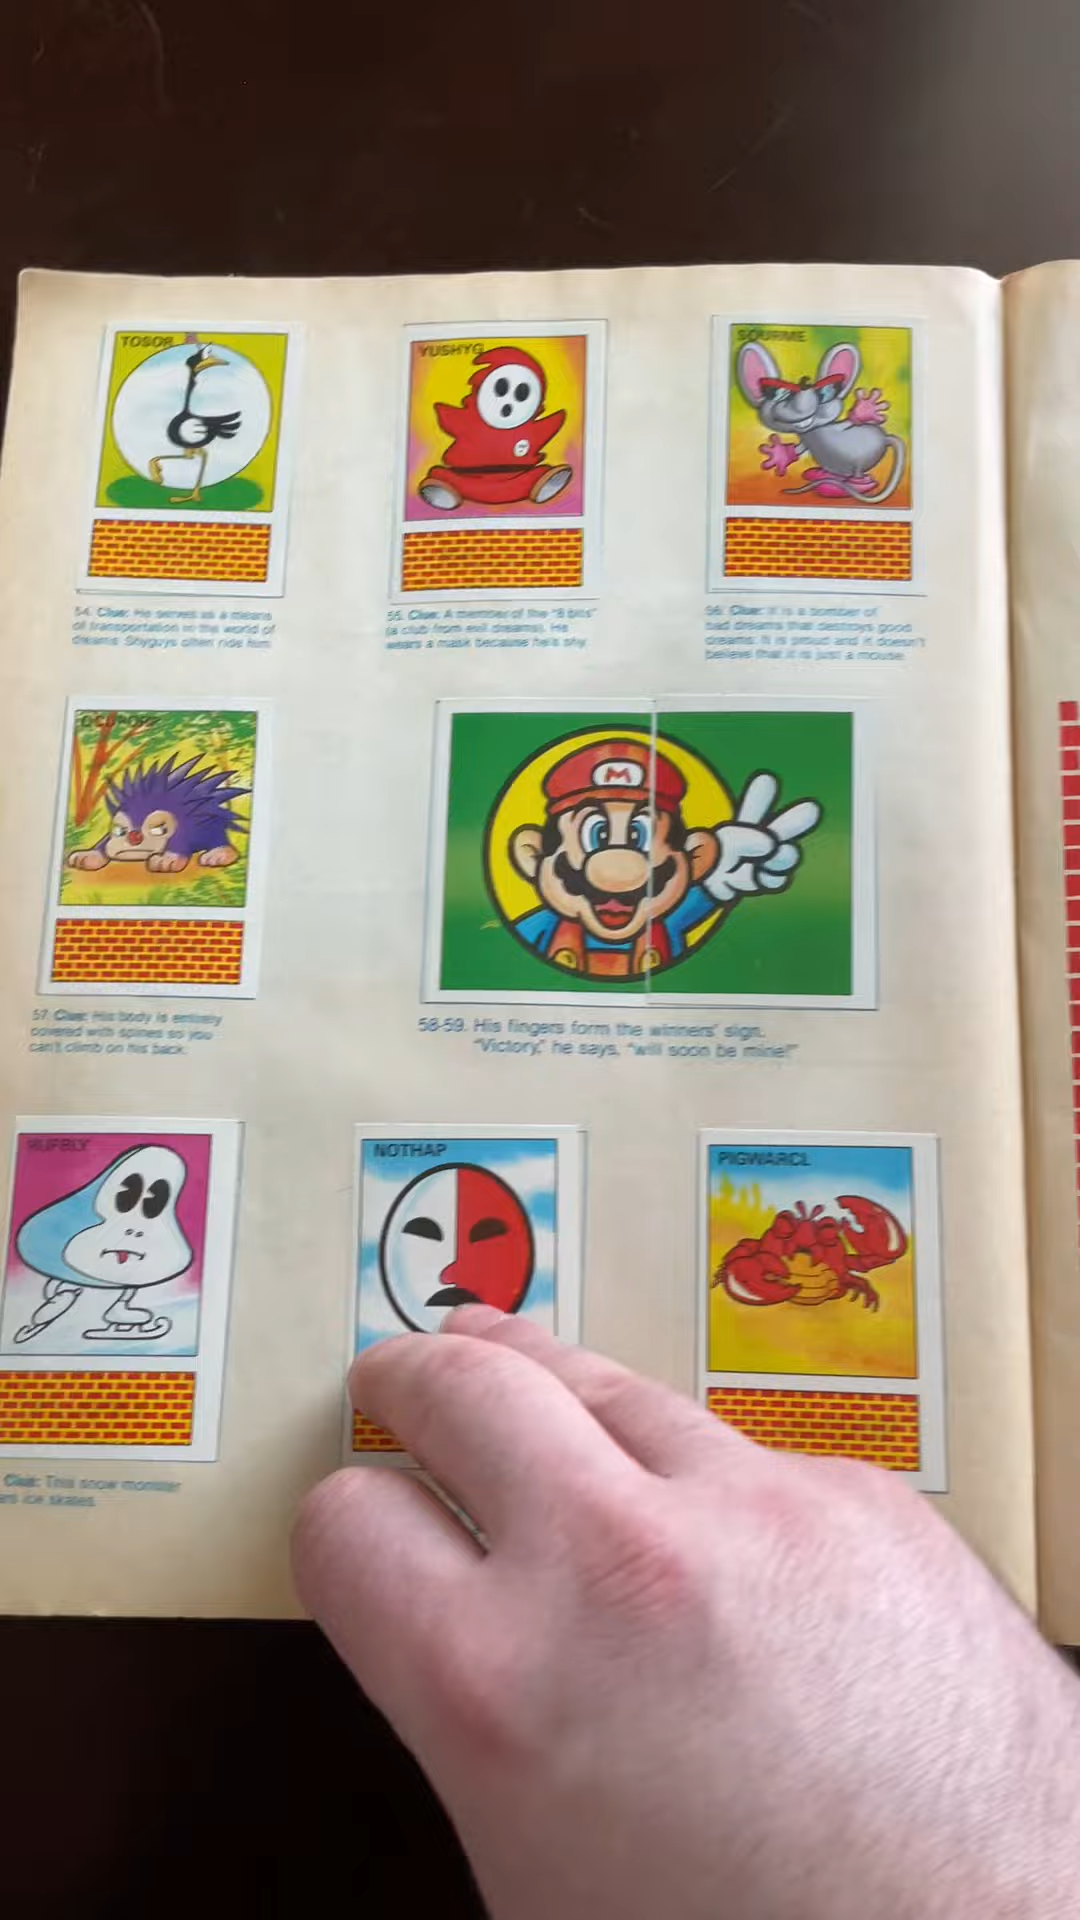 TOSOR
YUSHYG
SOURME
54. Clue: He serves as a means
of transportation in the world of
dreams. Shyguys often ride him.
55. Clue: A member of the "8 bits"
(a club from evil dreams). He
wears a mask because he's shy.
56. Clue: It is a bomber of
bad dreams that destroys good
dreams. It is proud and it doesn't
believe that it is just a mouse.
M
57. Clue: His body is entirely
covered with spines so you
can't climb on his back.
58-59. His fingers form the winners' sign.
"Victory," he says, "will soon be mine!"
NOTHAP
PIGWARCL
Clue: This snow monster
ice skates.